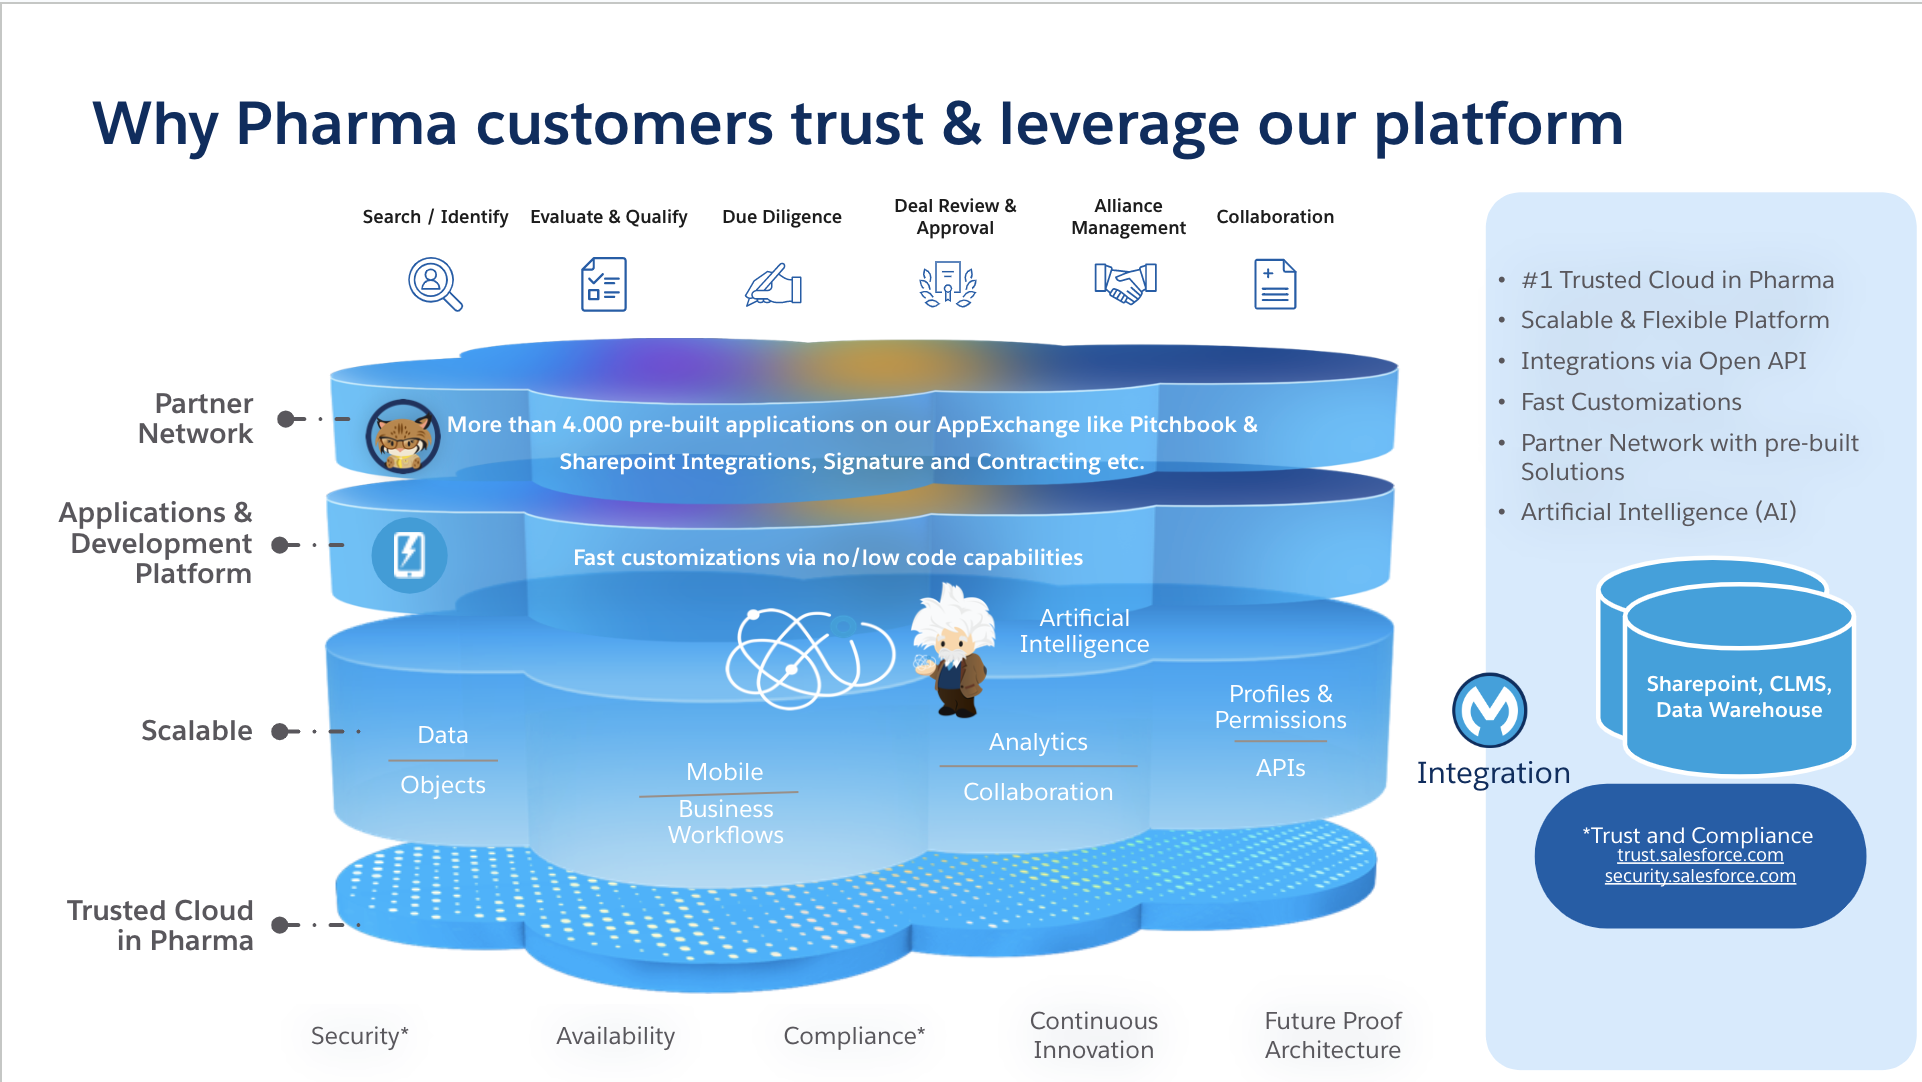 Why Pharma customers trust & leverage our platform
Search / Identify
Evaluate & Qualify
Due Diligence
Deal Review &
Approval
Alliance
Management
Collaboration
Partner
Network
More than 4.000 pre-built applications on our AppExchange like Pitchbook &
Sharepoint Integrations, Signature and Contracting etc.
Applications &
Development
Platform
Fast customizations via no/low code capabilities
Artificial
Intelligence
Scalable
Data
Objects
Mobile
Business
Workflows
Analytics
Collaboration
Profiles &
Permissions
APIs
Trusted Cloud
in Pharma
Security*
Availability
Compliance*
Continuous
Innovation
Future Proof
Architecture
• #1 Trusted Cloud in Pharma
• Scalable & Flexible Platform
• Integrations via Open API
• Fast Customizations
• Partner Network with pre-built
Solutions
• Artificial Intelligence (AI)
Sharepoint, CLMS,
Data Warehouse
Integration
*Trust and Compliance
trust.salesforce.com
security.salesforce.com